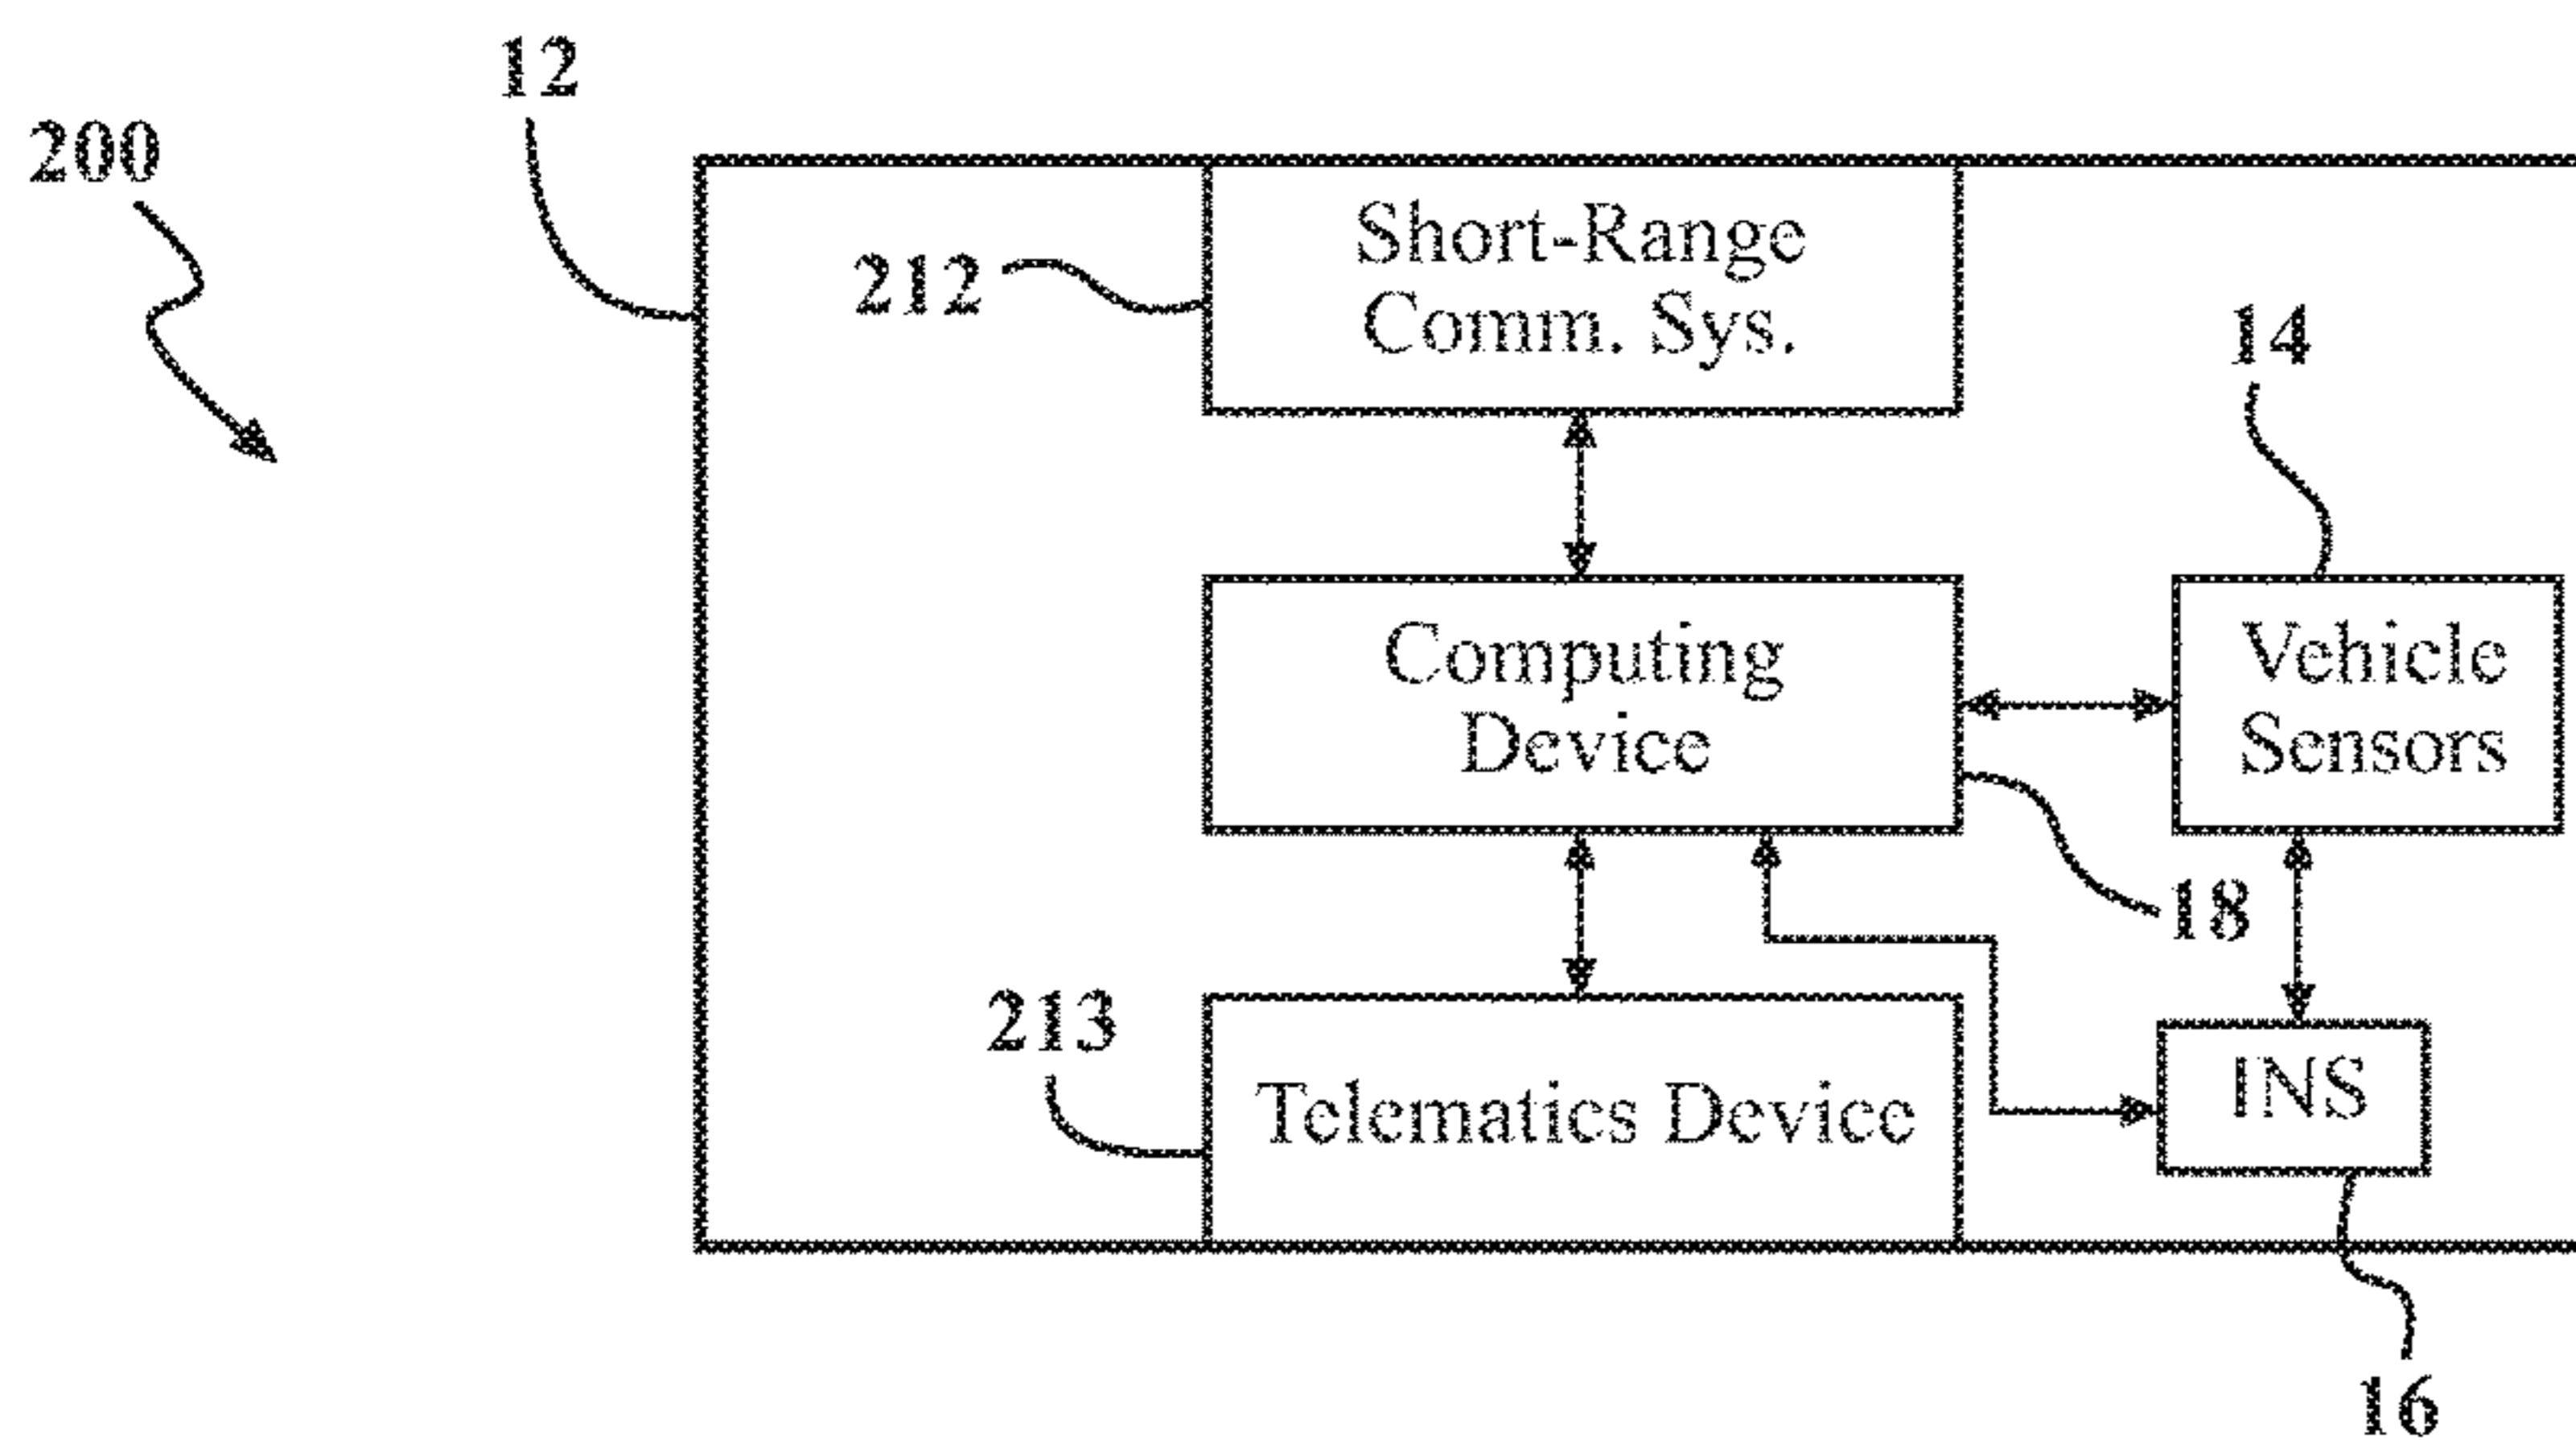 12
200
212
Short-Range
Comm. Sys.
14
Computing
Device
Vehicle
Sensors
18
213
Telematics Device
INS
16